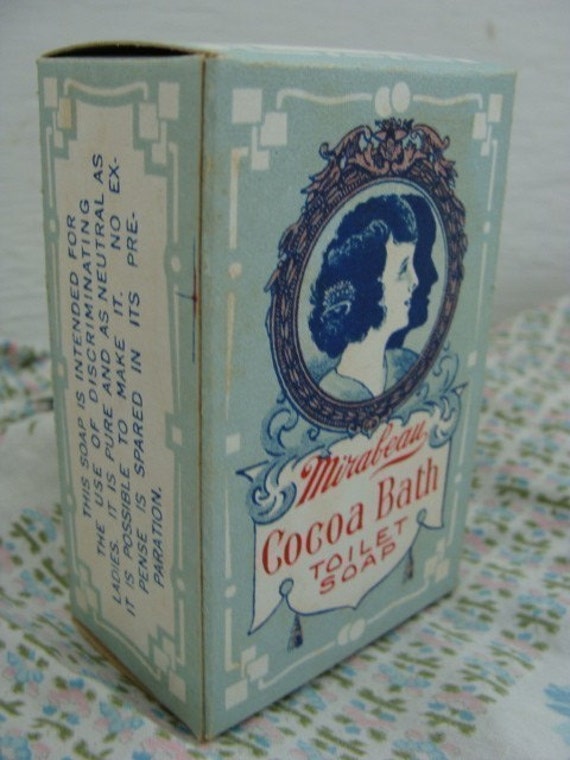 THIS SOAP IS INTENDED FOR
THE USE OF DISCRIMINATING
LADIES. IT IS PURE AND AS NEUTRAL AS
IT IS POSSIBLE TO MAKE IT. NO EX-
PENSE IS SPARED IN ITS PRE-
PARATION.
Mirabeau
Cocoa Bath
TOILET
SOAP